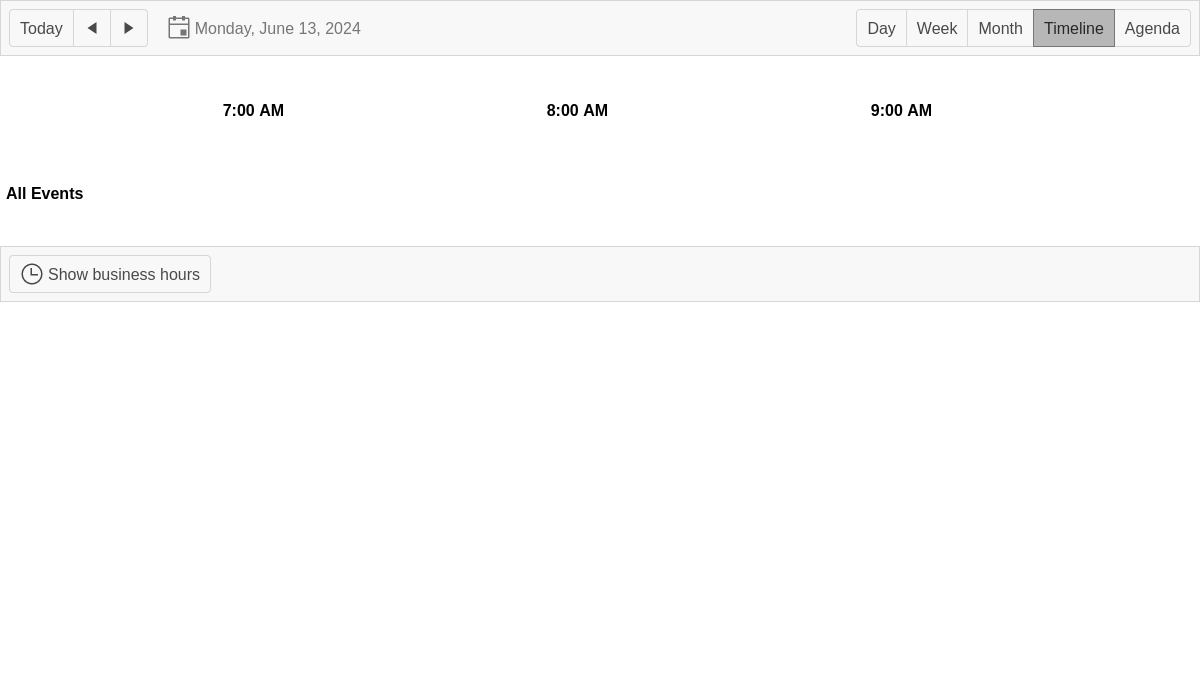 Today Monday, June 13, 2024 Day Week Month Timeline Agenda
7:00 AM 8:00 AM 9:00 AM
All Events
Show business hours